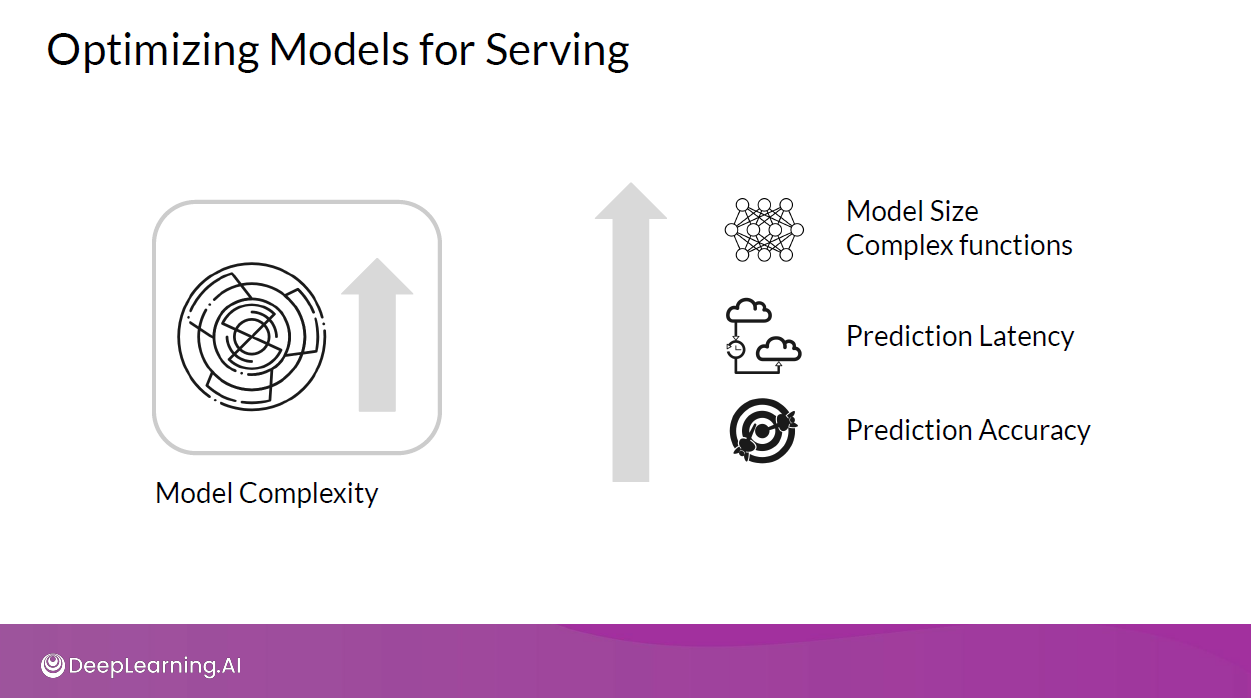 Optimizing Models for Serving
Model Size
Complex functions
Prediction Latency
Prediction Accuracy
Model Complexity
DeepLearning.AI